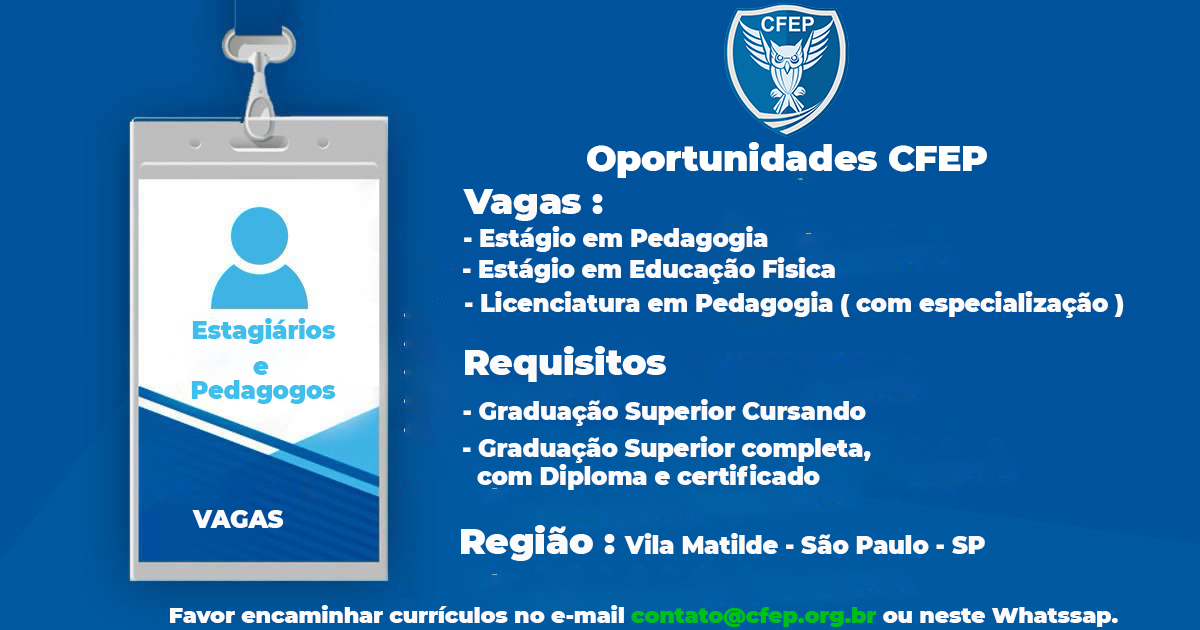 CFEP
Oportunidades CFEP
Vagas :
- Estágio em Pedagogia
- Estágio em Educação Fisica
- Licenciatura em Pedagogia ( com especialização )
Estagiários
e
Pedagogos
VAGAS
Requisitos
- Graduação Superior Cursando
- Graduação Superior completa,
com Diploma e certificado
Região : Vila Matilde - São Paulo - SP
Favor encaminhar currículos no e-mail contato@cfep.org.br ou neste Whatssap.